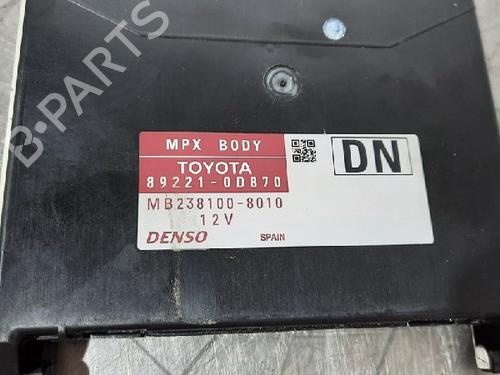 B-PARTS
MPX BODY
TOYOTA
89221-0D870
DN
MB238100-8010
12V
DENSO
SPAIN